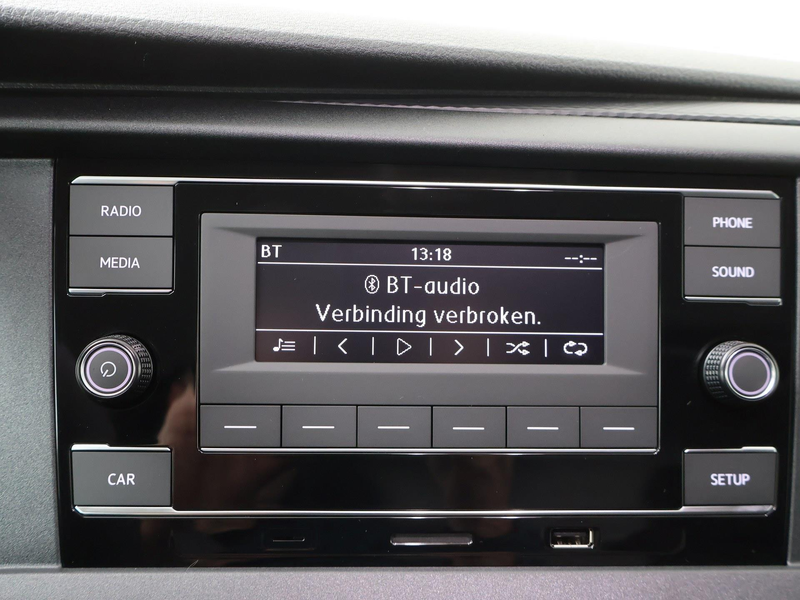 RADIO
MEDIA
CAR
BT 13:18 --:--
BT-audio
Verbinding verbroken.
PHONE
SOUND
SETUP